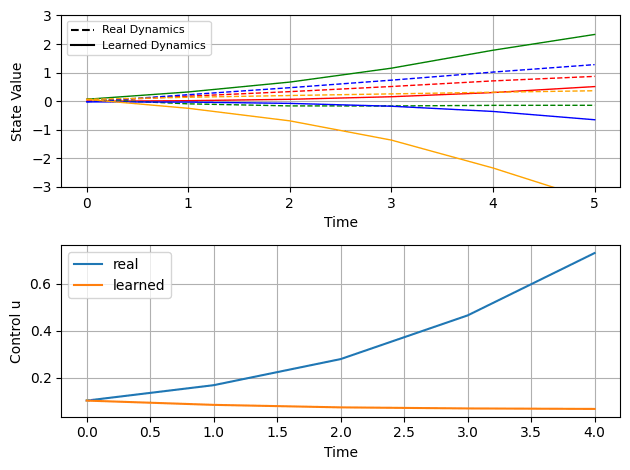 3
2
1
0
−1
−2
−3
State Value
Real Dynamics
Learned Dynamics
0 1 2 3 4 5
Time
0.6
0.4
0.2
Control u
real
learned
0.0 0.5 1.0 1.5 2.0 2.5 3.0 3.5 4.0
Time